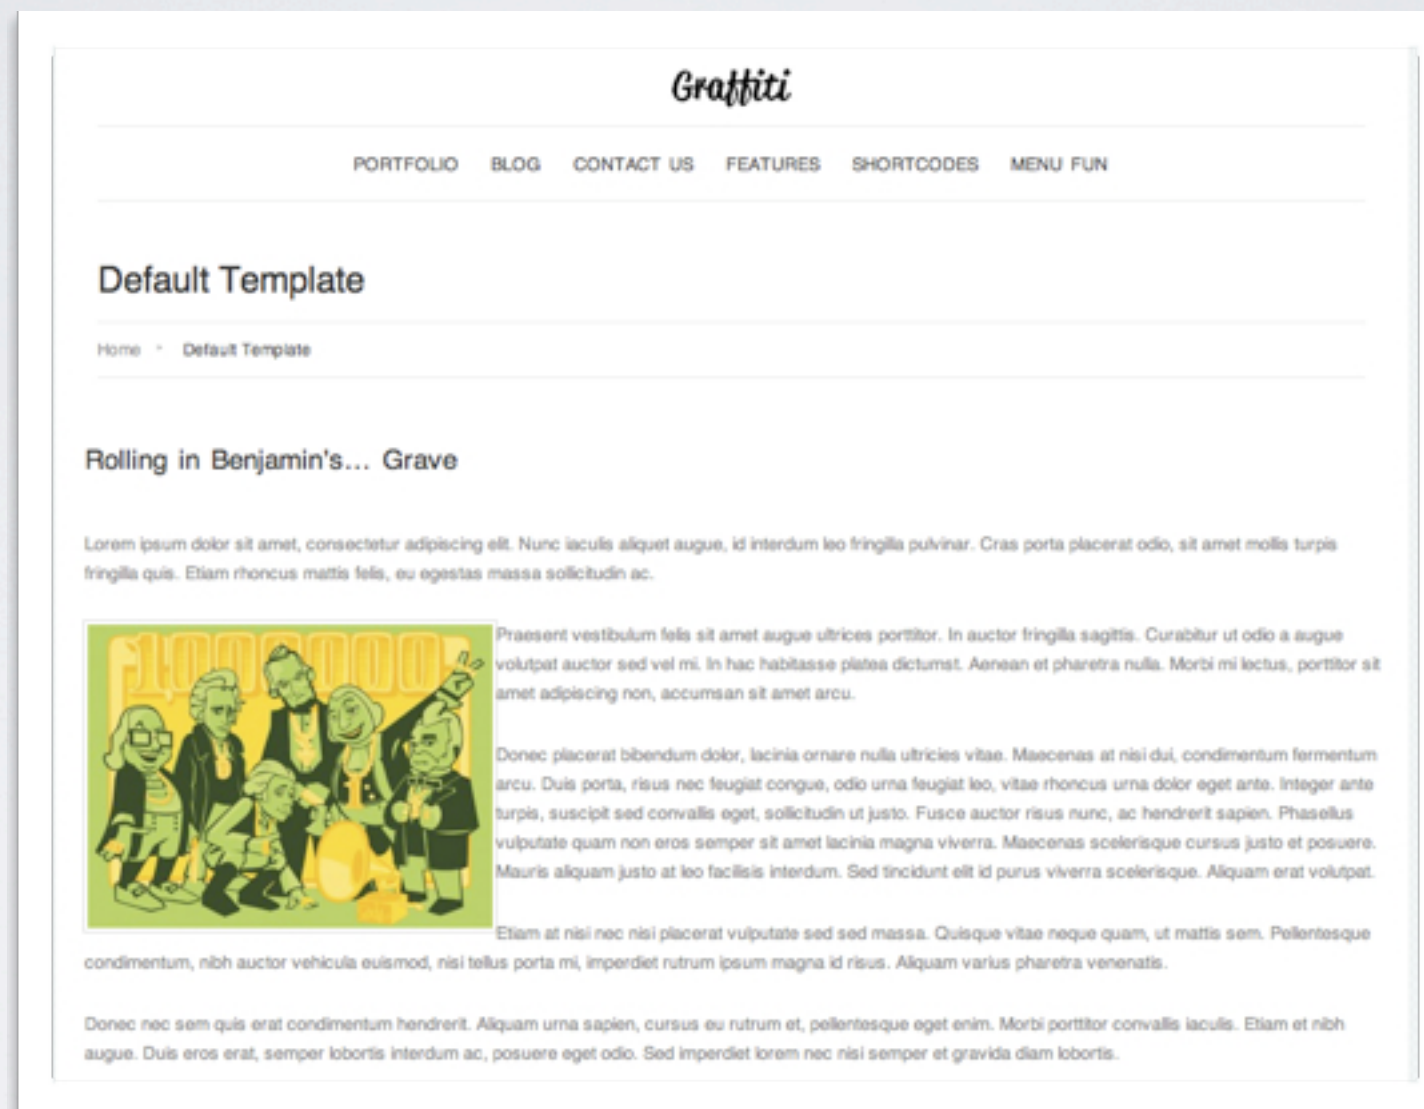 Graffiti
PORTFOLIO BLOG CONTACT US FEATURES SHORTCODES MENU FUN
Default Template
Home Default Template
Rolling in Benjamin's... Grave
Lorem ipsum dolor sit amet, consectetur adipiscing elit. Nunc iaculis aliquet augue, id interdum leo fringilla pulvinar. Cras porta placerat odio, sit amet mollis turpis
fringilla quis. Etiam rhoncus mattis felis, eu egestas massa sollicitudin ac.
1,000,000
Praesent vestibulum felis sit amet augue ultrices porttitor. In auctor fringilla sagittis. Curabitur ut odio a augue
volutpat auctor sed vel mi. In hac habitasse platea dictumst. Aenean et pharetra nulla. Morbi mi lectus, porttitor sit
amet adipiscing non, accumsan sit amet arcu.
Donec placerat bibendum dolor, lacinia ornare nulla ultricies vitae. Maecenas at nisi dui, condimentum fermentum
arcu. Duis porta, risus nec feugiat congue, odio urna feugiat leo, vitae rhoncus urna dolor eget ante. Integer ante
turpis, suscipit sed convallis eget, sollicitudin ut justo. Fusce auctor risus nunc, ac hendrerit sapien. Phasellus
vulputate quam non eros semper sit amet lacinia magna viverra. Maecenas scelerisque cursus justo et posuere.
Mauris aliquam justo at leo facilisis interdum. Sed tincidunt elit id purus viverra scelerisque. Aliquam erat volutpat.
Etiam at nisi nec nisi placerat vulputate sed sed massa. Quisque vitae neque quam, ut mattis sem. Pellentesque
condimentum, nibh auctor vehicula euismod, nisi tellus porta mi, imperdiet rutrum ipsum magna id risus. Aliquam varius pharetra venenatis.
Donec nec sem quis erat condimentum hendrerit. Aliquam urna sapien, cursus eu rutrum et, pellentesque eget enim. Morbi porttitor convallis iaculis. Etiam et nibh
augue. Duis eros erat, semper lobortis interdum ac, posuere eget odio. Sed imperdiet lorem nec nisi semper et gravida diam lobortis.